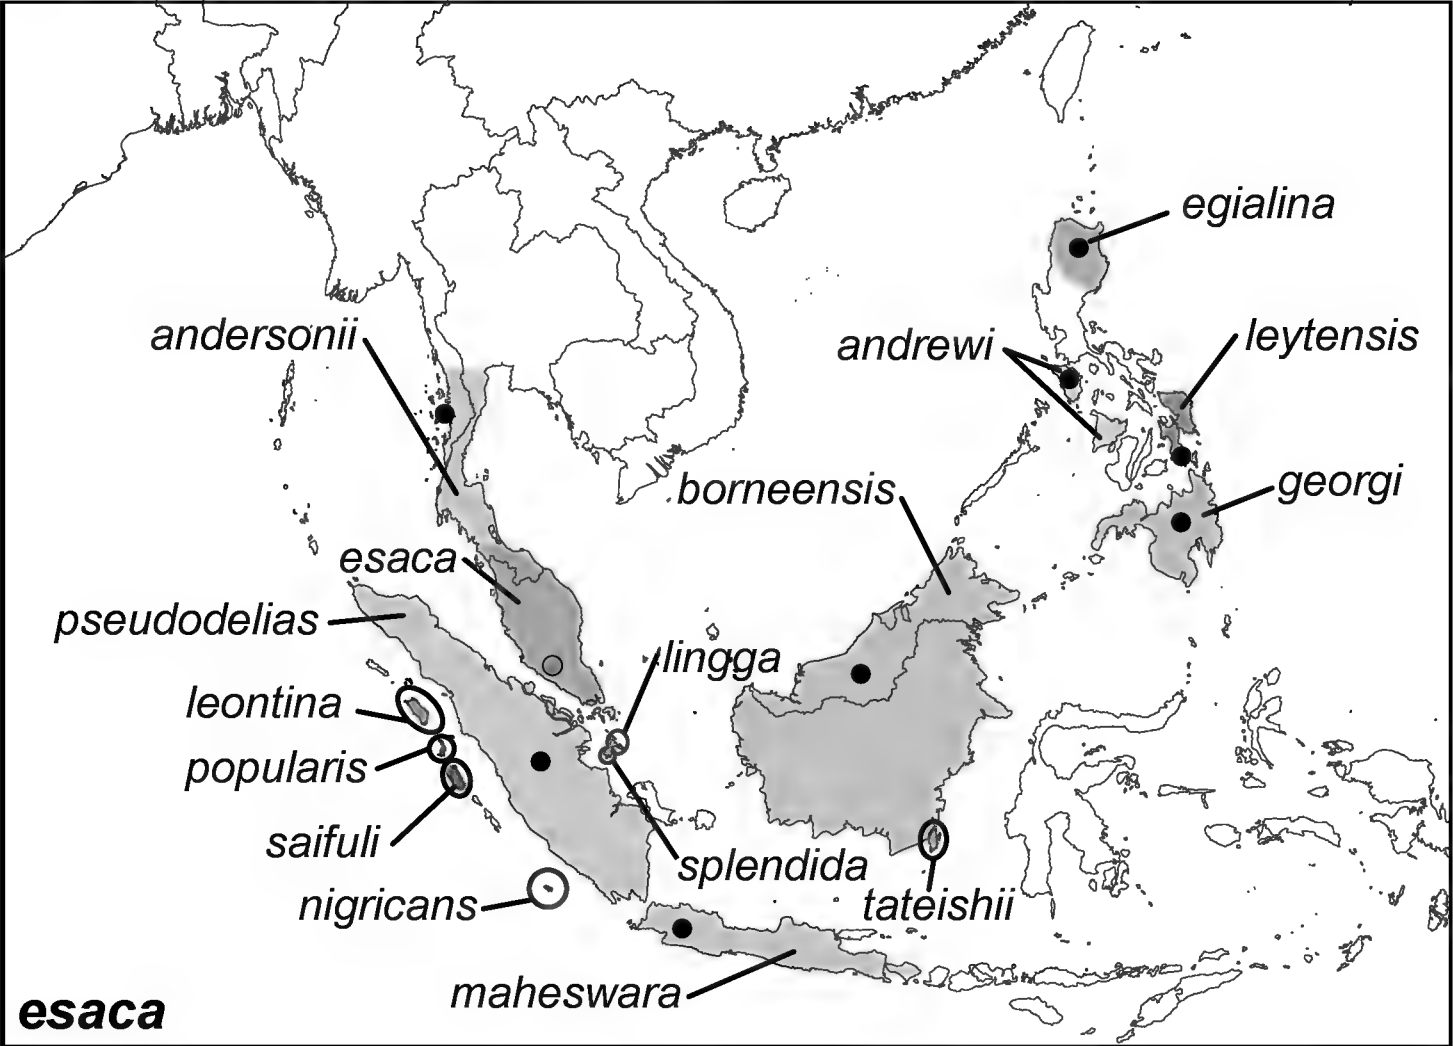 egialina
andersonii
andrewi
leytensis
borneensis
georgi
esaca
pseudodelias
lingga
leontina
popularis
saifuli
splendida
nigricans
tateishii
maheswara
esaca